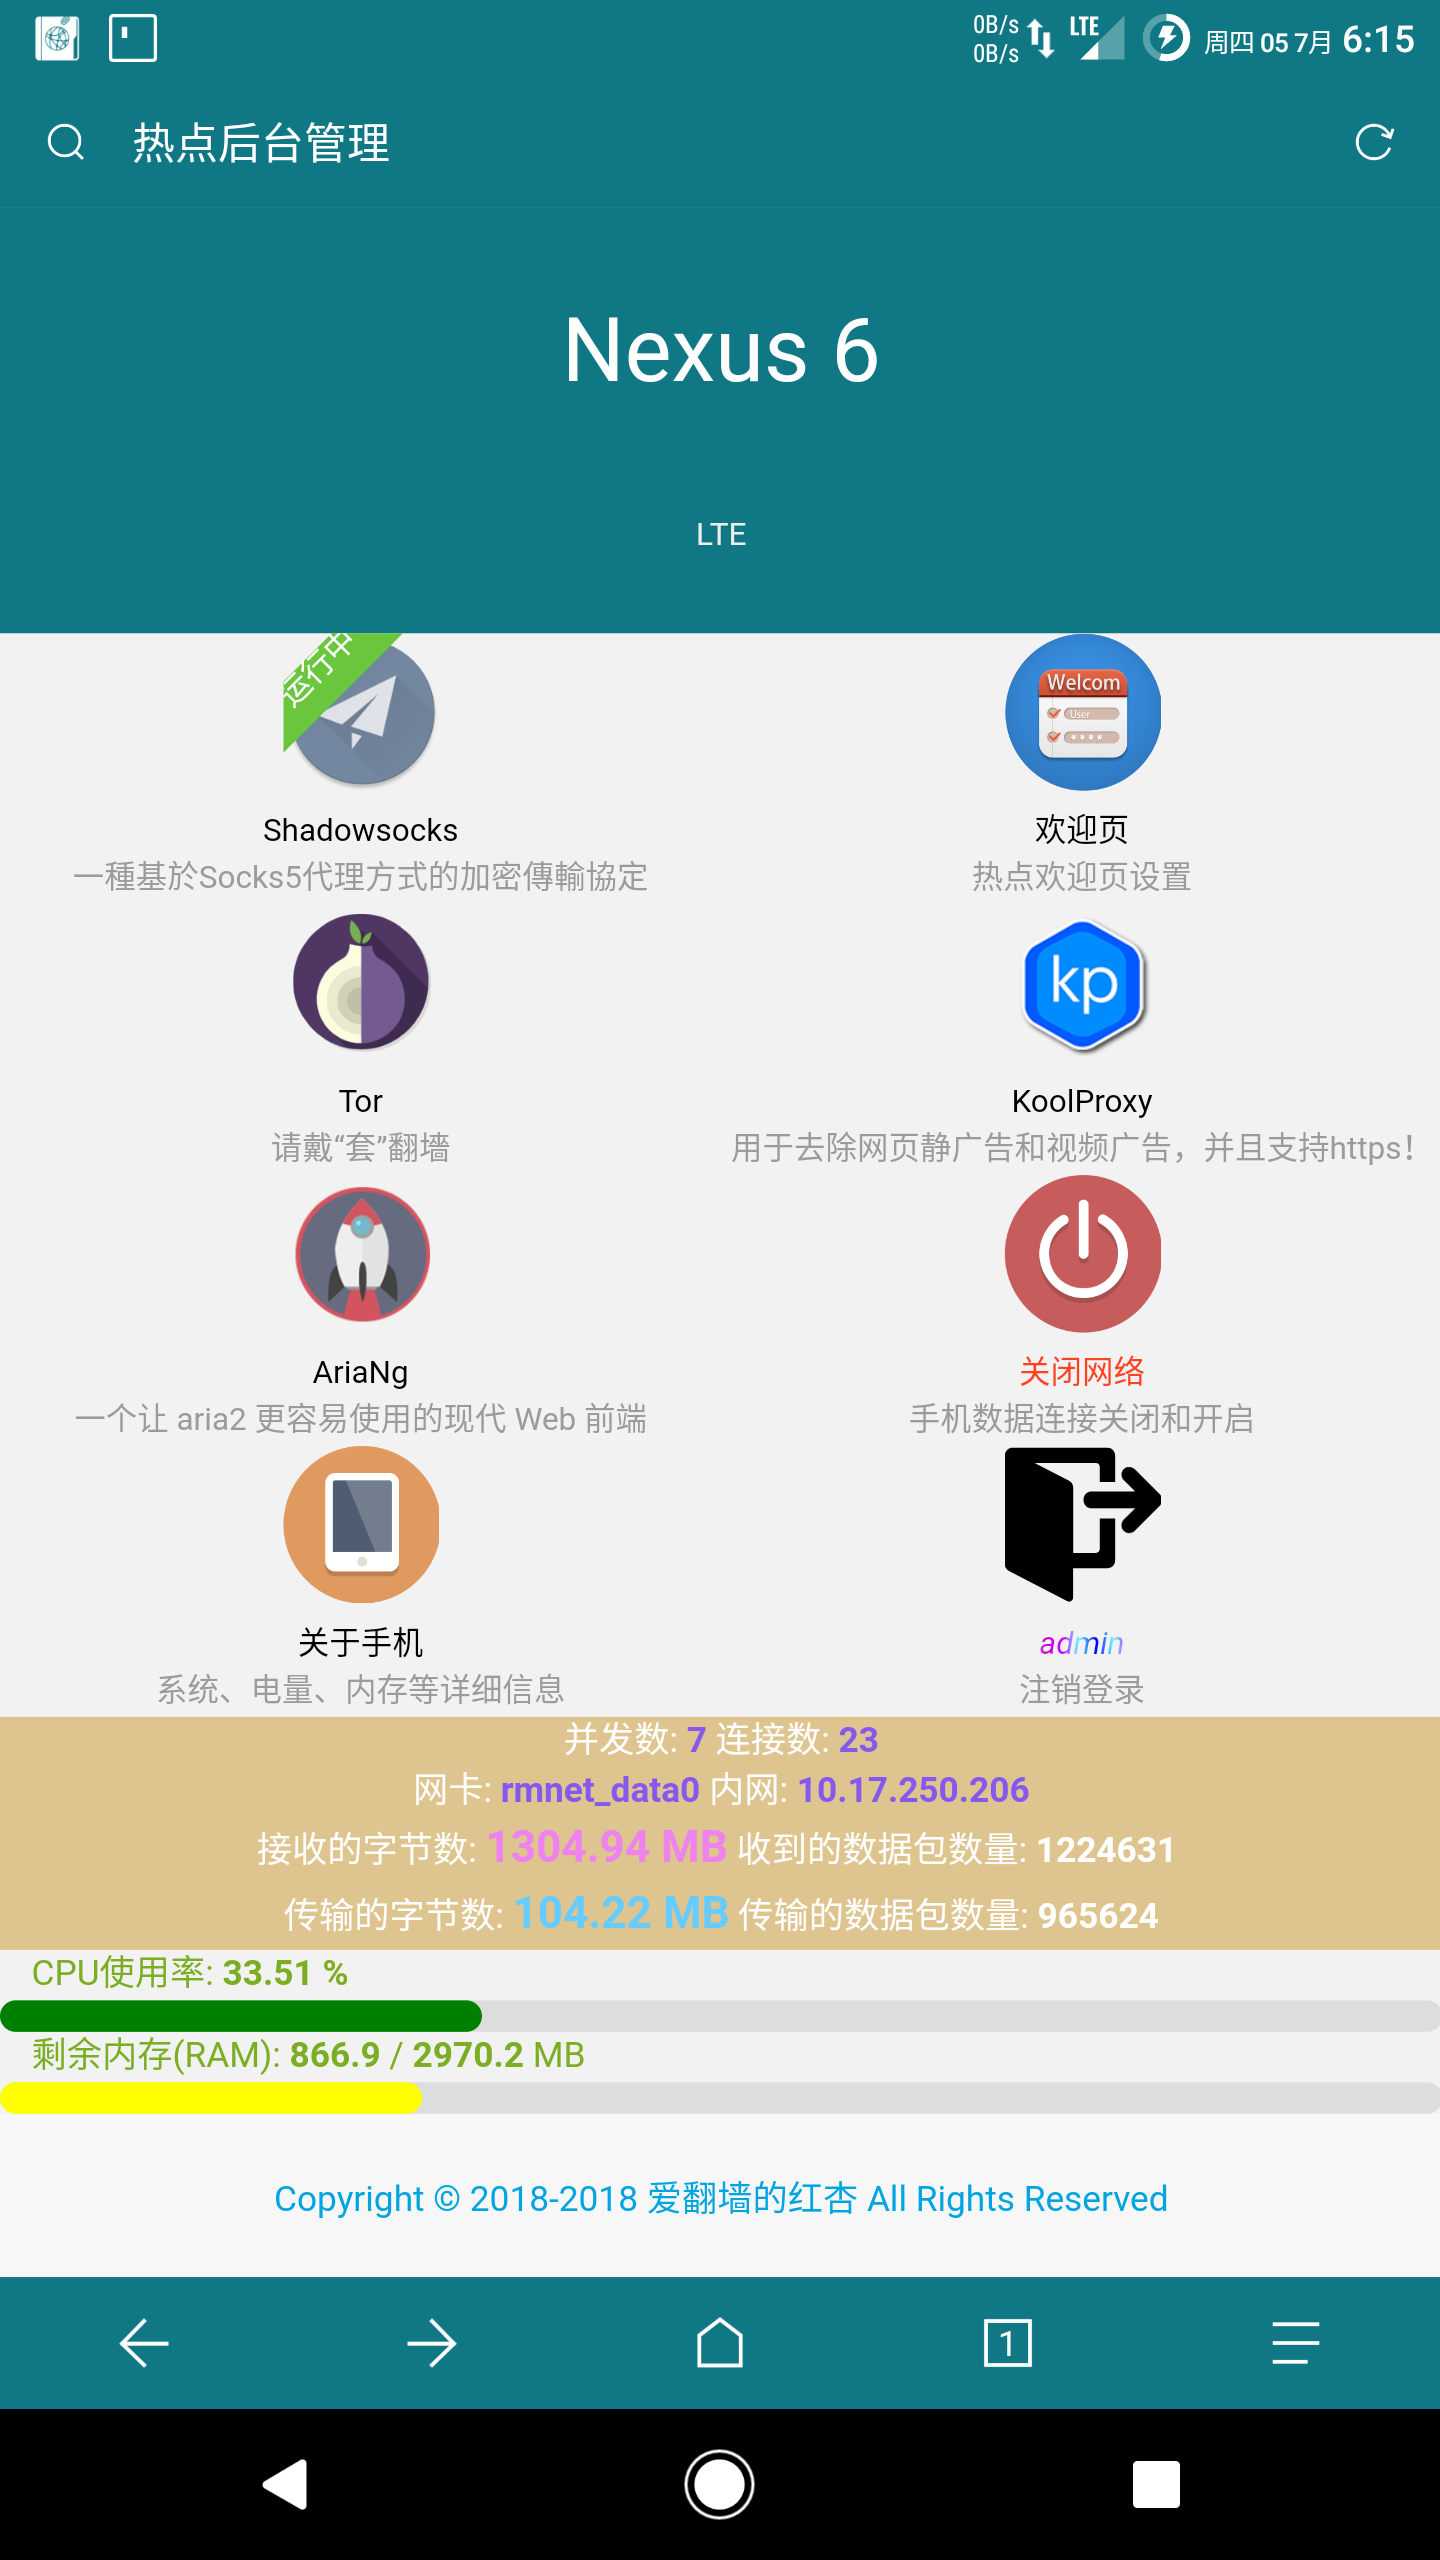 0B/s
0B/s
LTE
周四 05 7月 6:15
热点后台管理
Nexus 6
LTE
运行中
Welcom
User
****
Shadowsocks
欢迎页
一種基於Socks5代理方式的加密傳輸協定
热点欢迎页设置
kp
Tor
KoolProxy
请戴“套”翻墙
用于去除网页静广告和视频广告，并且支持https！
AriaNg
关闭网络
一个让 aria2 更容易使用的现代 Web 前端
手机数据连接关闭和开启
关于手机
admin
系统、电量、内存等详细信息
注销登录
并发数: 7 连接数: 23
网卡: rmnet_data0 内网: 10.17.250.206
接收的字节数: 1304.94 MB 收到的数据包数量: 1224631
传输的字节数: 104.22 MB 传输的数据包数量: 965624
CPU使用率: 33.51 %
剩余内存(RAM): 866.9 / 2970.2 MB
Copyright © 2018-2018 爱翻墙的红杏 All Rights Reserved
1